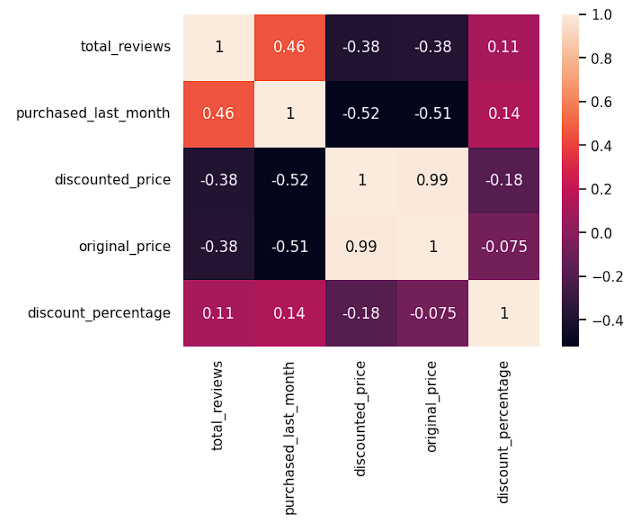 total_reviews 1 0.46 -0.38 -0.38 0.11
purchased_last_month 0.46 1 -0.52 -0.51 0.14
discounted_price -0.38 -0.52 1 0.99 -0.18
original_price -0.38 -0.51 0.99 1 -0.075
discount_percentage 0.11 0.14 -0.18 -0.075 1
total_reviews
purchased_last_month
discounted_price
original_price
discount_percentage
1.0
0.8
0.6
0.4
0.2
0.0
−0.2
−0.4